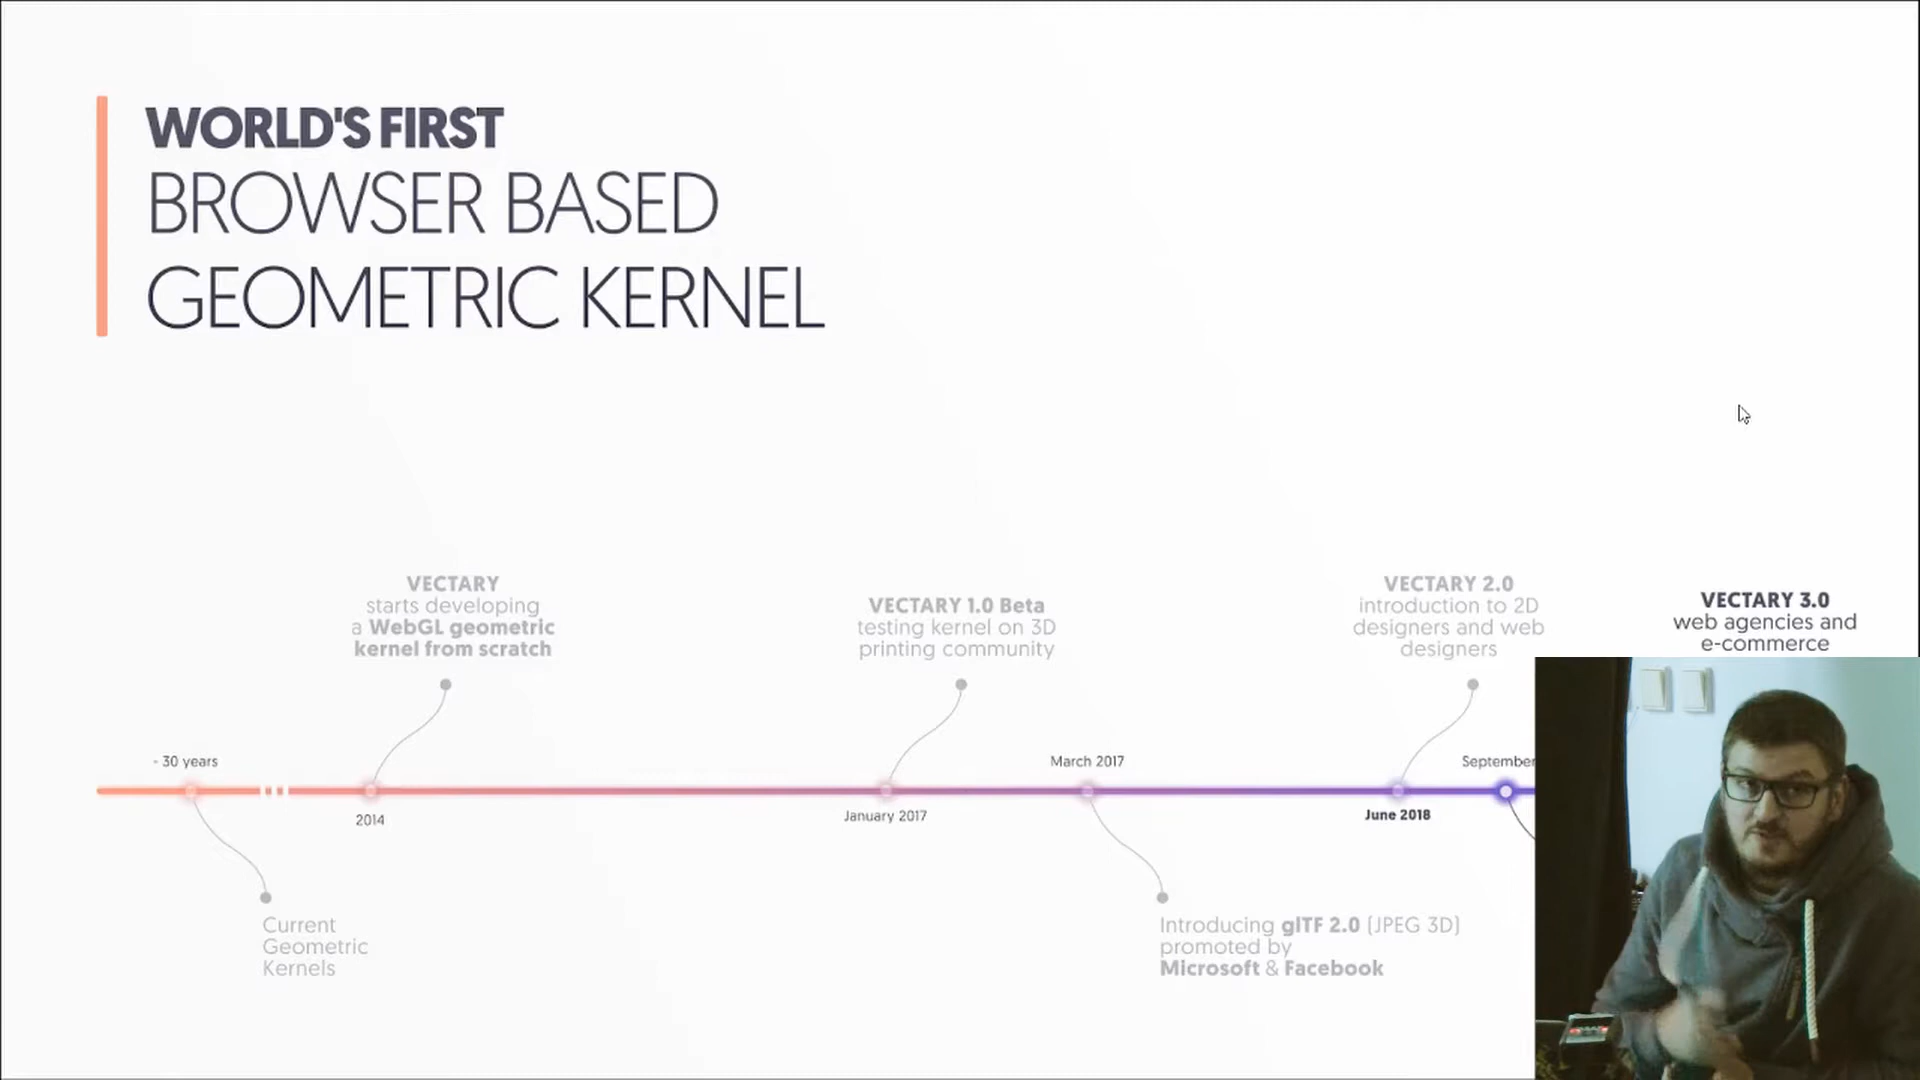 WORLD'S FIRST
BROWSER BASED
GEOMETRIC KERNEL
VECTARY
starts developing
a WebGL geometric
kernel from scratch
VECTARY 1.0 Beta
testing kernel on 3D
printing community
VECTARY 2.0
introduction to 2D
designers and web
designers
VECTARY 3.0
web agencies and
e-commerce
- 30 years
March 2017
September
2014
January 2017
June 2018
Current
Geometric
Kernels
Introducing glTF 2.0 (JPEG 3D)
promoted by
Microsoft & Facebook